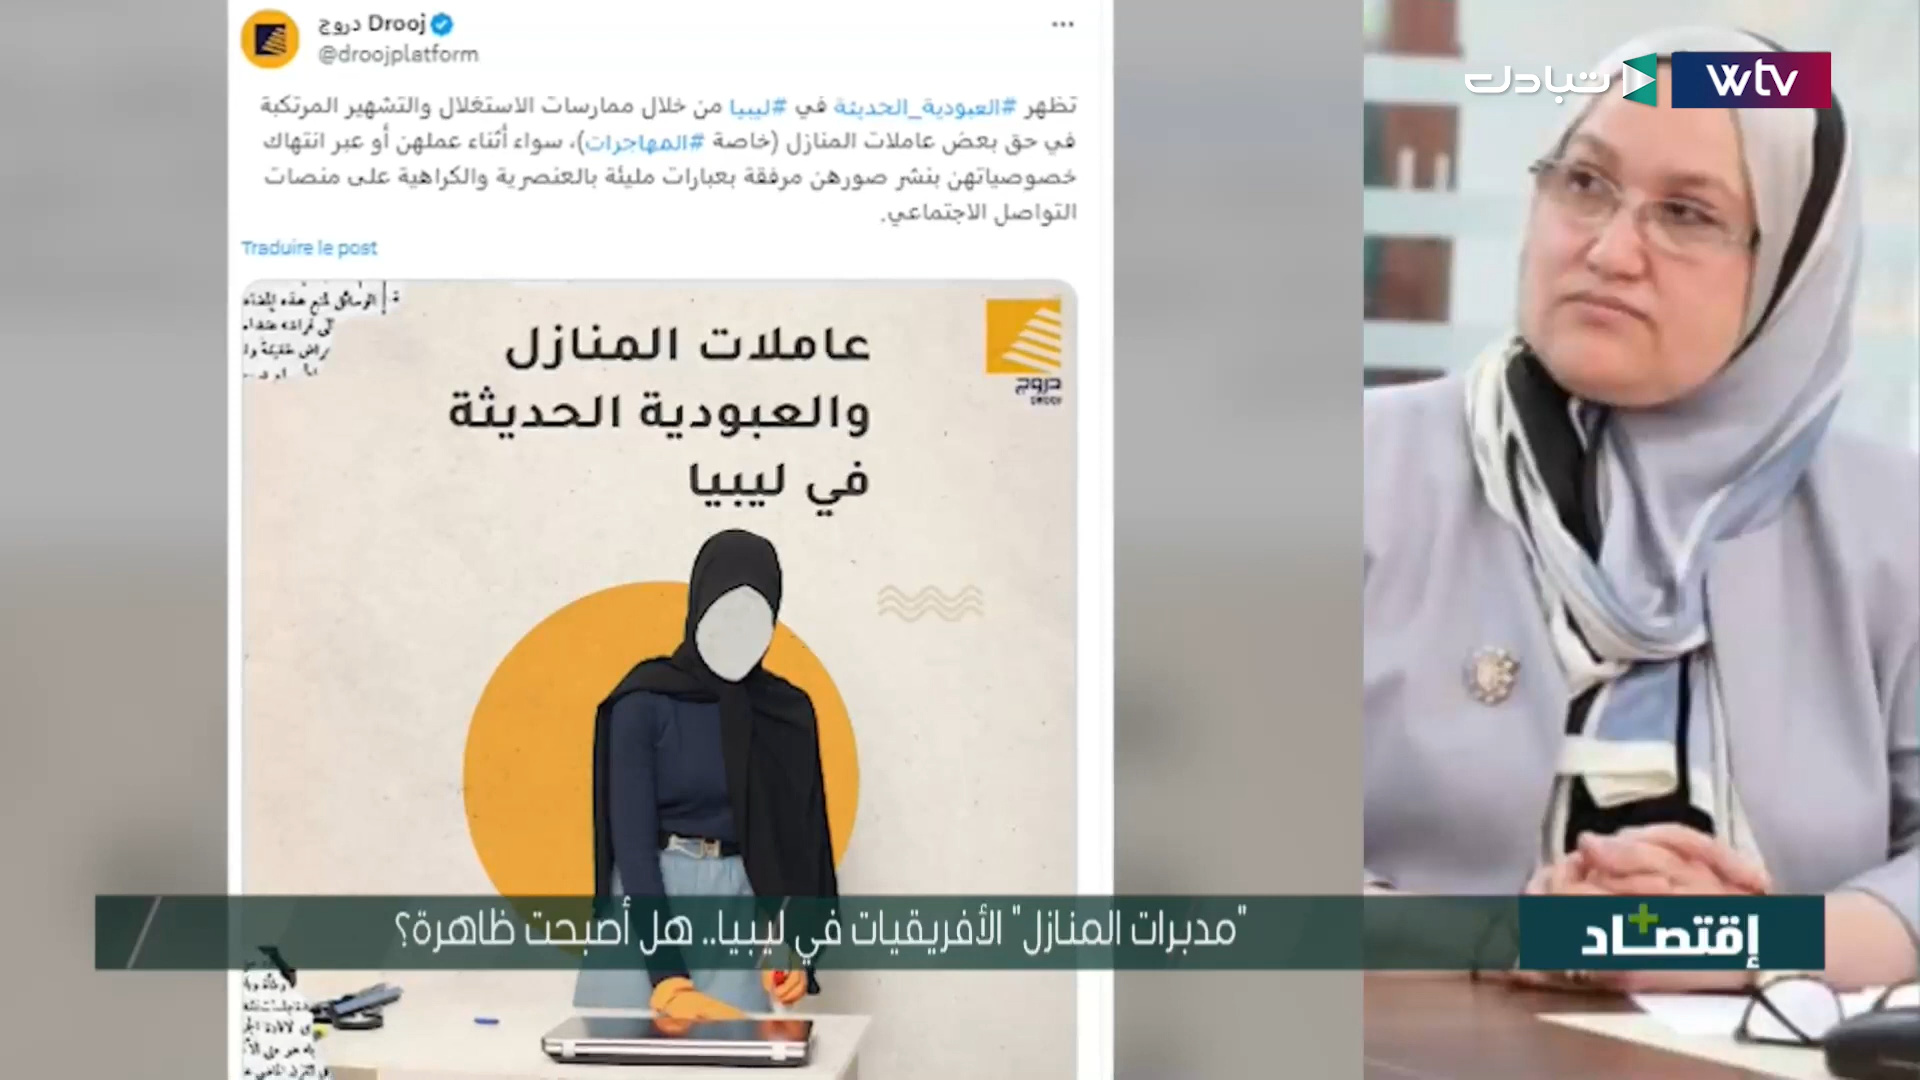 دروج Drooj
@droojplatform
تظهر #العبودية_الحديثة في #ليبيا من خلال ممارسات الاستغلال والتشهير المرتكبة
في حق بعض عاملات المنازل (خاصة #المهاجرات)، سواء أثناء عملهن أو عبر انتهاك
خصوصياتهن بنشر صورهن مرفقة بعبارات مليئة بالعنصرية والكراهية على منصات
التواصل الاجتماعي.
Traduire le post
عاملات المنازل
والعبودية الحديثة
في ليبيا
دروج
DROOJ
تبادل
wtv
"مدبرات المنازل" الأفريقيات في ليبيا.. هل أصبحت ظاهرة؟
إقتصاد+